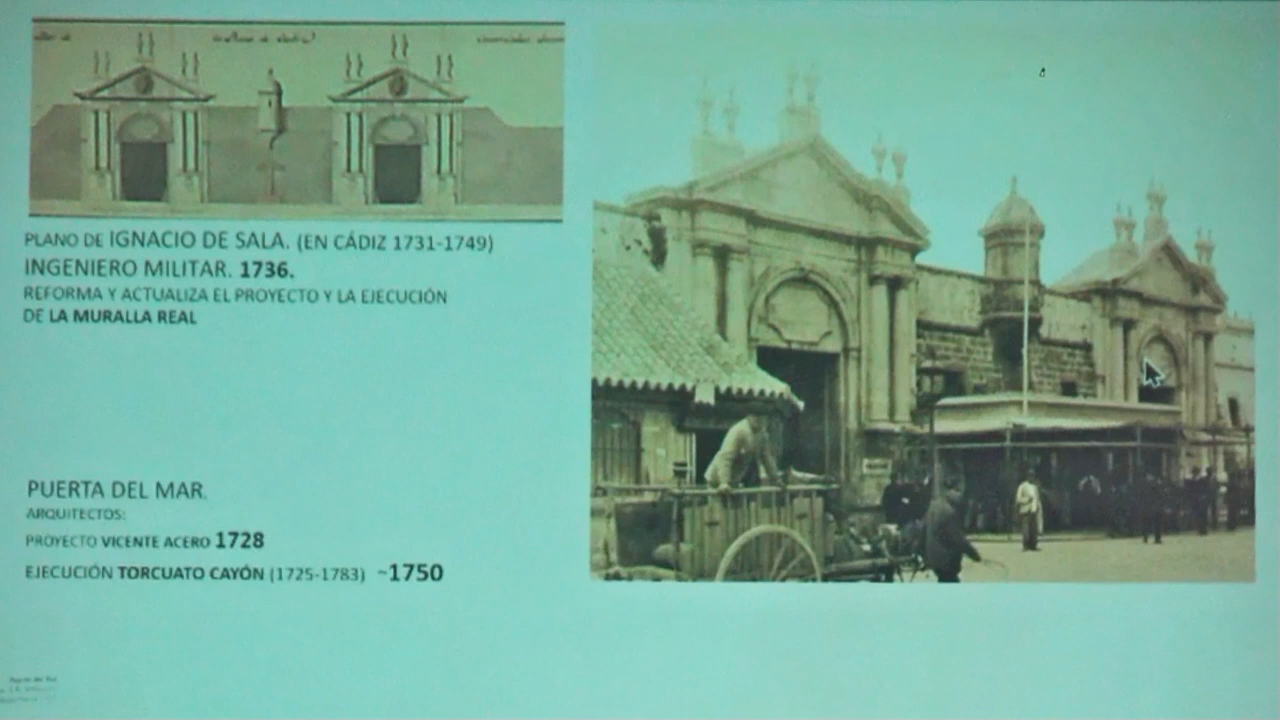 PLANO DE IGNACIO DE SALA. (EN CÁDIZ 1731-1749)
INGENIERO MILITAR. 1736.
REFORMA Y ACTUALIZA EL PROYECTO Y LA EJECUCIÓN
DE LA MURALLA REAL
PUERTA DEL MAR.
ARQUITECTOS:
PROYECTO VICENTE ACERO 1728
EJECUCIÓN TORCUATO CAYÓN (1725-1783) ~1750